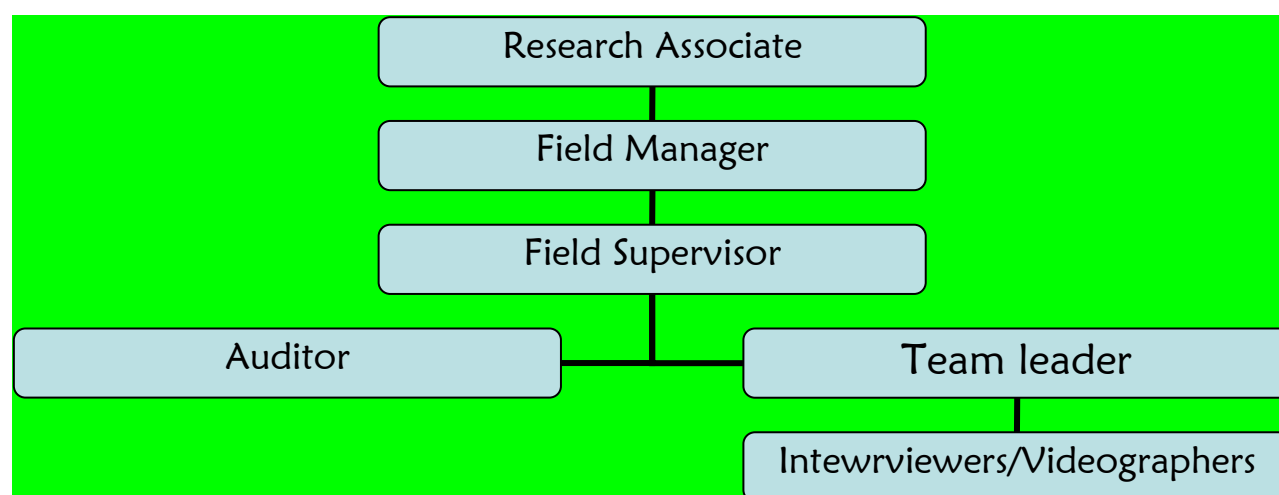 Research Associate
Field Manager
Field Supervisor
Auditor
Team leader
Intewrviewers/Videographers